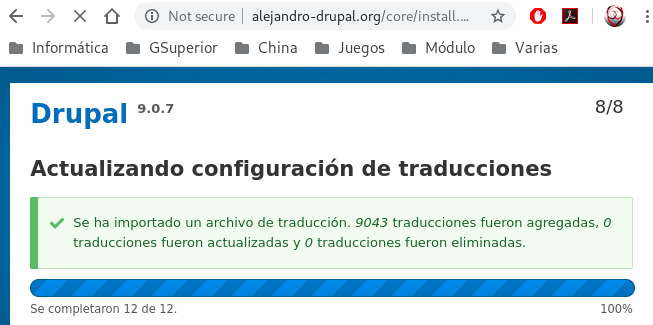 Not secure | alejandro-drupal.org/core/install....
Informática GSuperior China Juegos Módulo Varias
Drupal 9.0.7 8/8
Actualizando configuración de traducciones
Se ha importado un archivo de traducción. 9043 traducciones fueron agregadas, 0
traducciones fueron actualizadas y 0 traducciones fueron eliminadas.
Se completaron 12 de 12. 100%